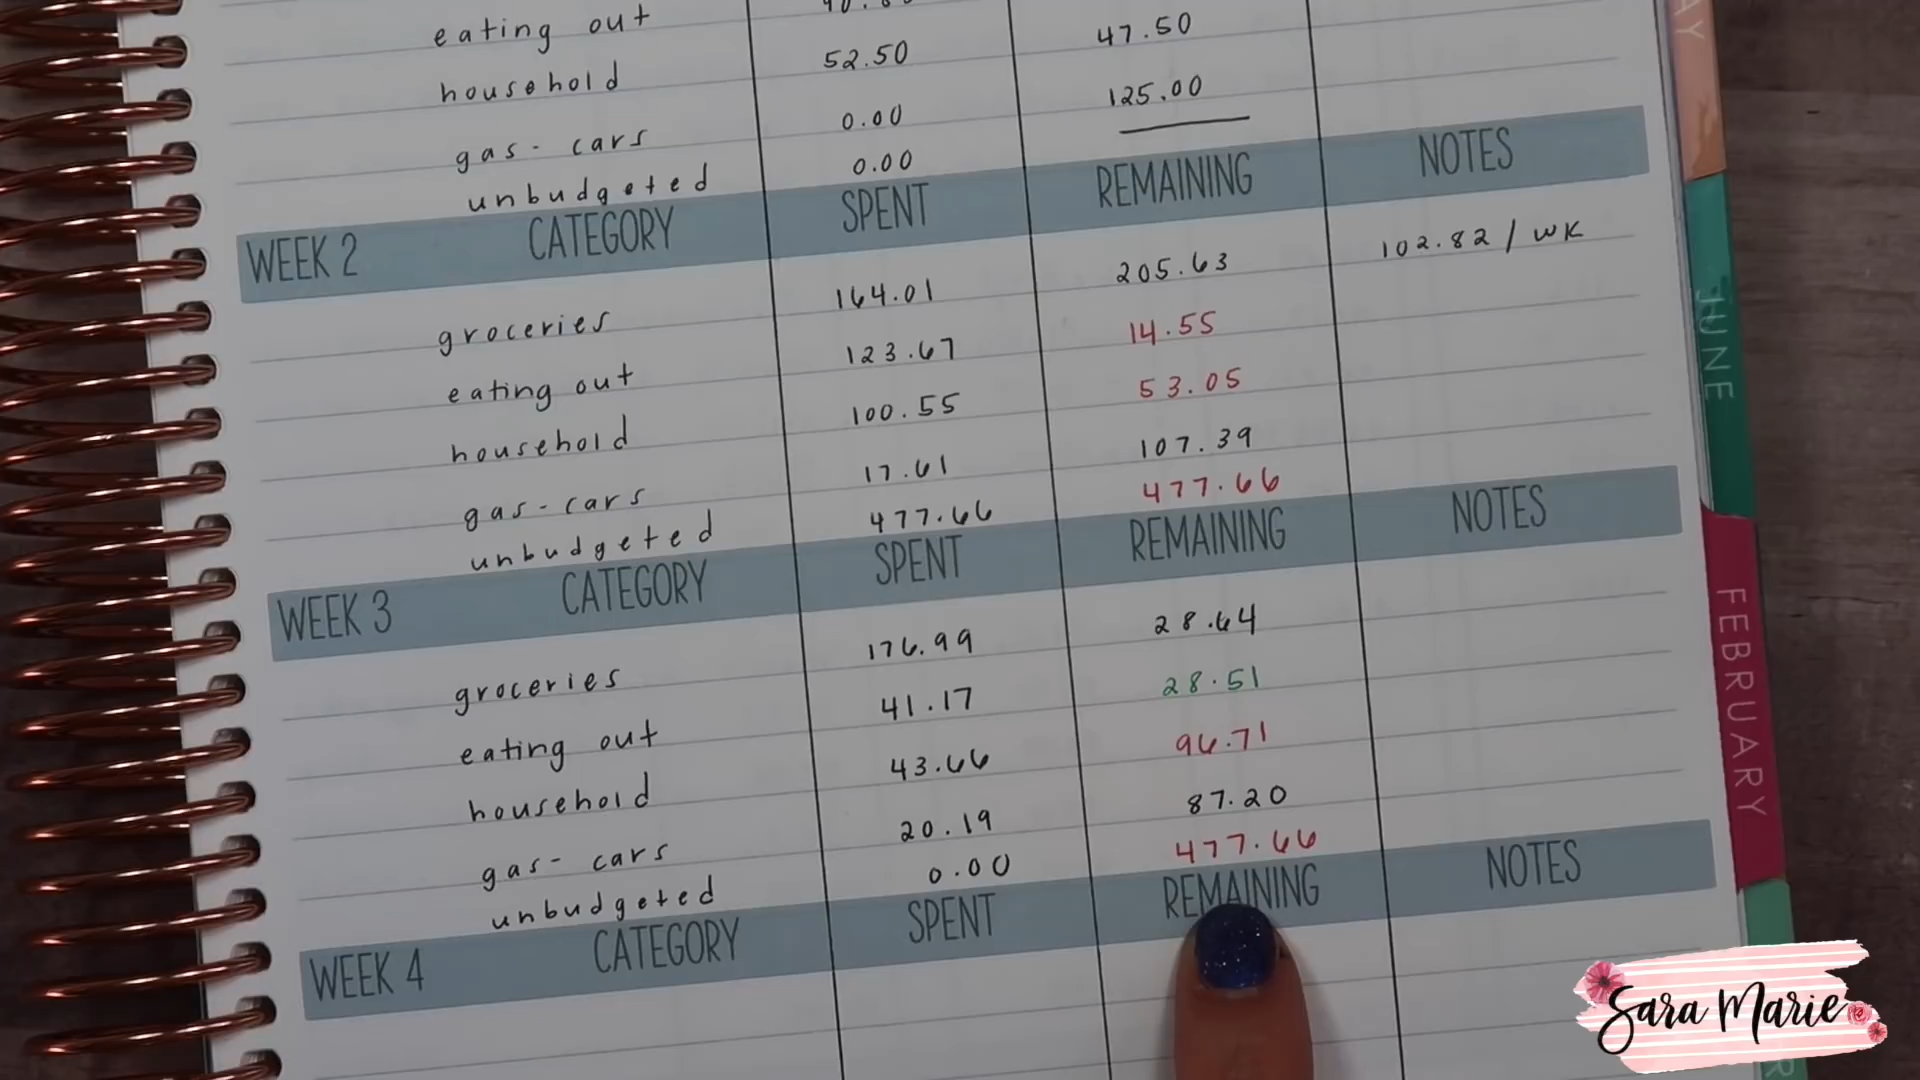 eating out 47.50
household 52.50 125.00
gas- cars 0.00
unbudgeted 0.00
WEEK 2 CATEGORY SPENT REMAINING NOTES
groceries 164.01 205.63 102.82 / WK
eating out 123.67 14.55
household 100.55 53.05
gas-cars 17.61 107.39
unbudgeted 477.66 477.66
WEEK 3 CATEGORY SPENT REMAINING NOTES
groceries 176.99 28.64
eating out 41.17 28.51
household 43.66 96.71
gas- cars 20.19 87.20
unbudgeted 0.00 477.66
WEEK 4 CATEGORY SPENT REMAINING NOTES
JUNE
FEBRUARY
Sara Marie